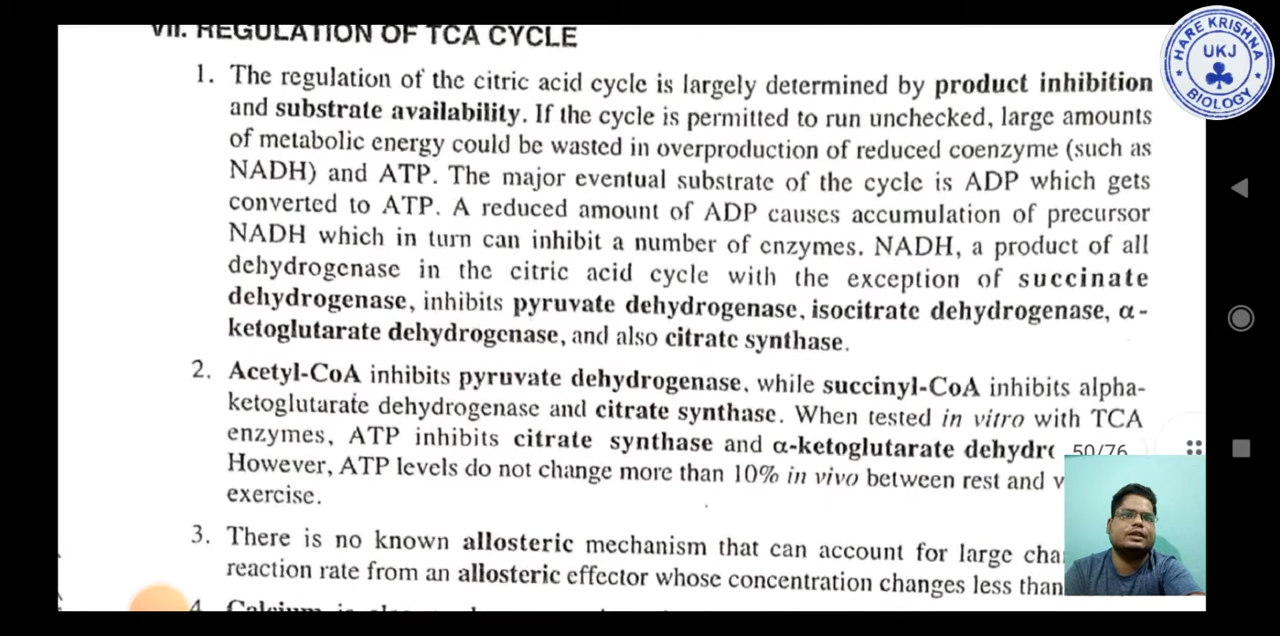 VII. REGULATION OF TCA CYCLE
1. The regulation of the citric acid cycle is largely determined by product inhibition
and substrate availability. If the cycle is permitted to run unchecked, large amounts
of metabolic energy could be wasted in overproduction of reduced coenzyme (such as
NADH) and ATP. The major eventual substrate of the cycle is ADP which gets
converted to ATP. A reduced amount of ADP causes accumulation of precursor
NADH which in turn can inhibit a number of enzymes. NADH, a product of all
dehydrogenase in the citric acid cycle with the exception of succinate
dehydrogenase, inhibits pyruvate dehydrogenase, isocitrate dehydrogenase, α-
ketoglutarate dehydrogenase, and also citrate synthase.
2. Acetyl-CoA inhibits pyruvate dehydrogenase, while succinyl-CoA inhibits alpha-
ketoglutarate dehydrogenase and citrate synthase. When tested in vitro with TCA
enzymes, ATP inhibits citrate synthase and α-ketoglutarate dehydr
However, ATP levels do not change more than 10% in vivo between rest and v
exercise.
3. There is no known allosteric mechanism that can account for large cha
reaction rate from an allosteric effector whose concentration changes less than
4. Calcium is also
50/76
HARE KRISHNA
UKJ
BIOLOGY